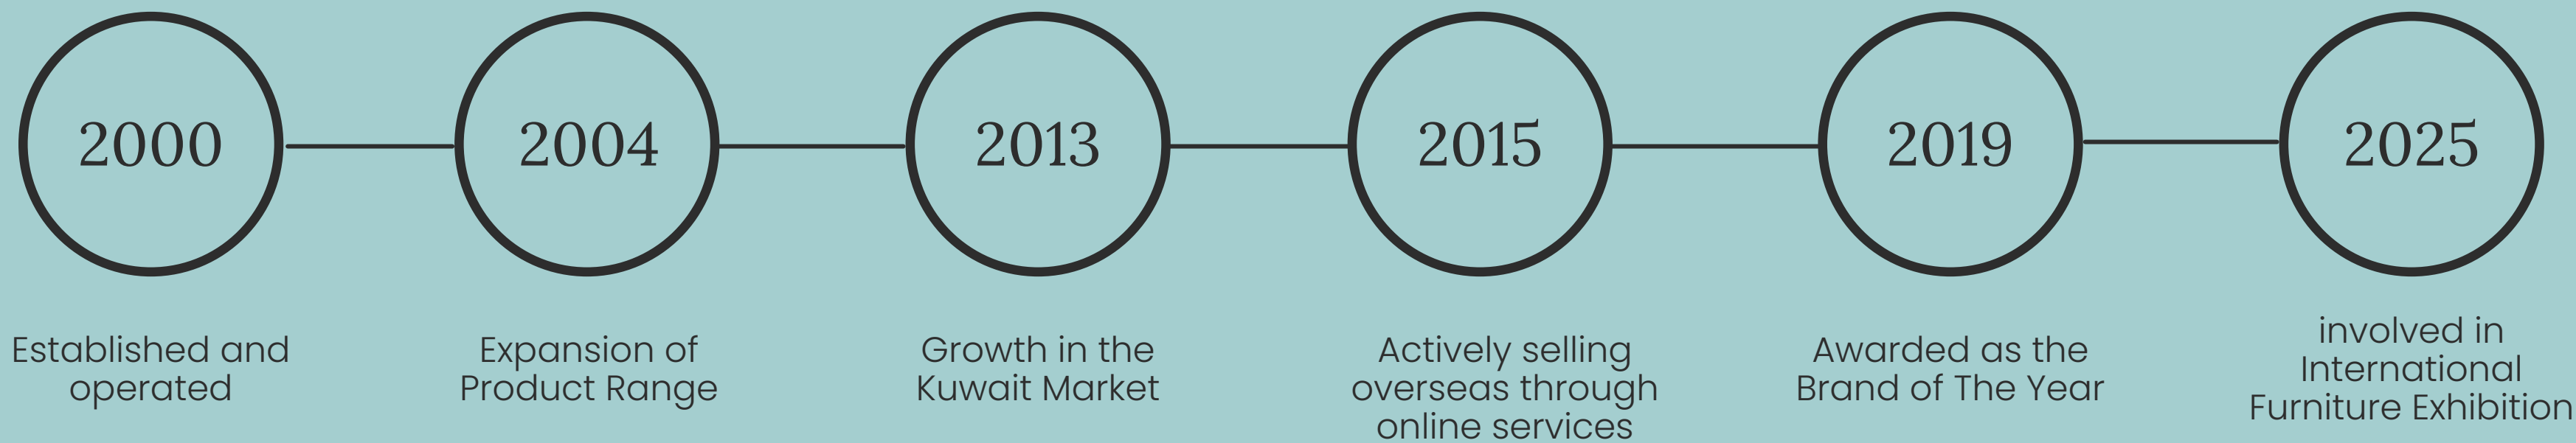 2000
Established and
operated
2004
Expansion of
Product Range
2013
Growth in the
Kuwait Market
2015
Actively selling
overseas through
online services
2019
Awarded as the
Brand of The Year
2025
involved in
International
Furniture Exhibition